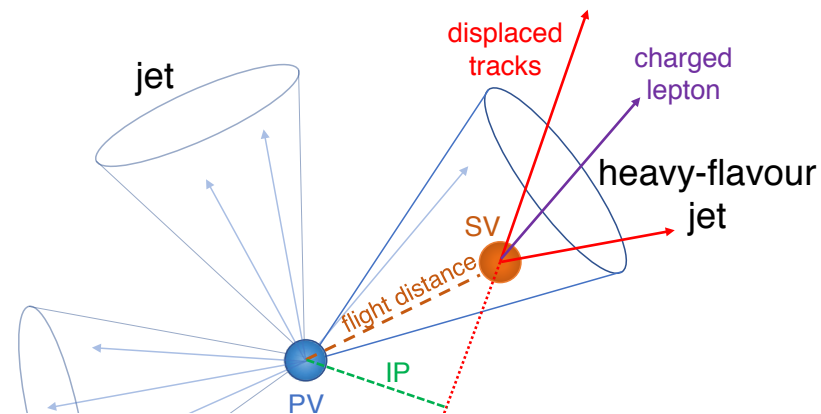 displaced
tracks
charged
lepton
jet
heavy-flavour
jet
SV
flight distance
IP
PV